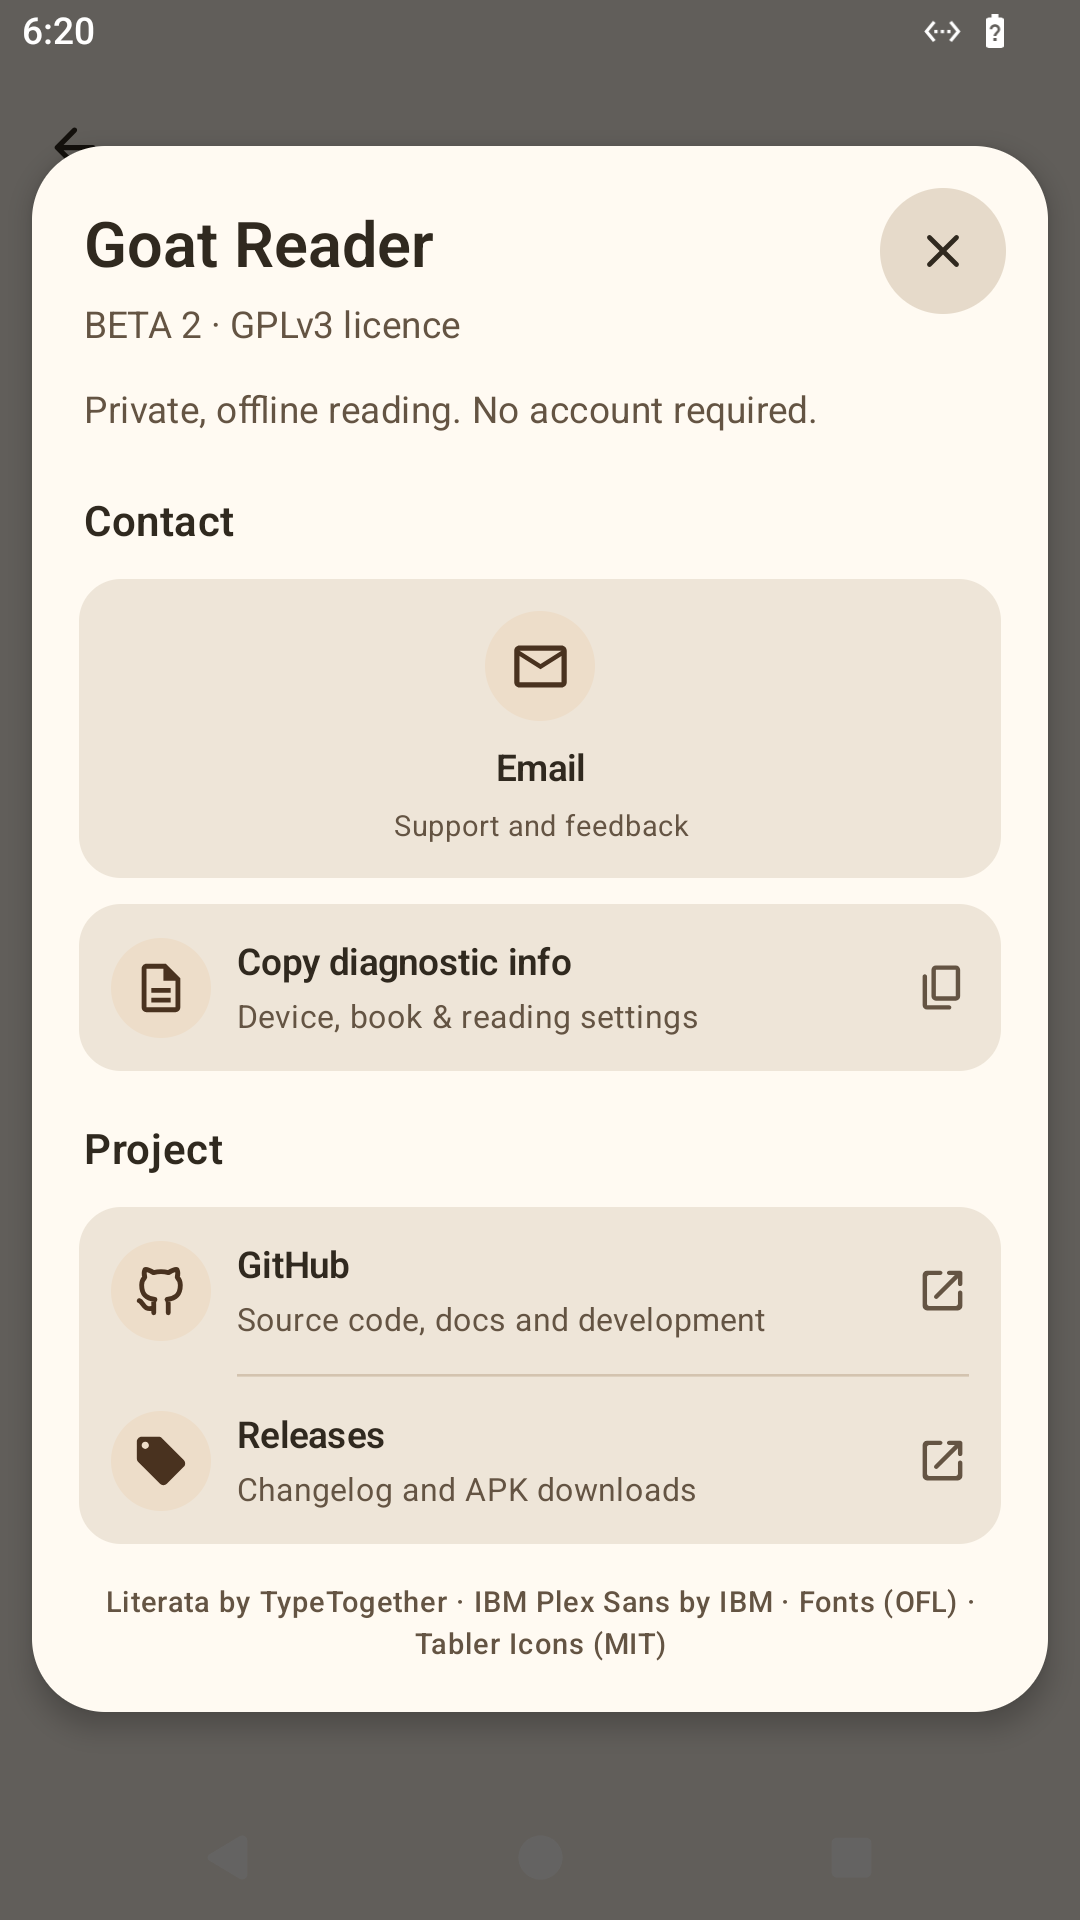 6:20
Goat Reader
BETA 2 · GPLv3 licence
Private, offline reading. No account required.
Contact
Email
Support and feedback
Copy diagnostic info
Device, book & reading settings
Project
GitHub
Source code, docs and development
Releases
Changelog and APK downloads
Literata by TypeTogether · IBM Plex Sans by IBM · Fonts (OFL) ·
Tabler Icons (MIT)